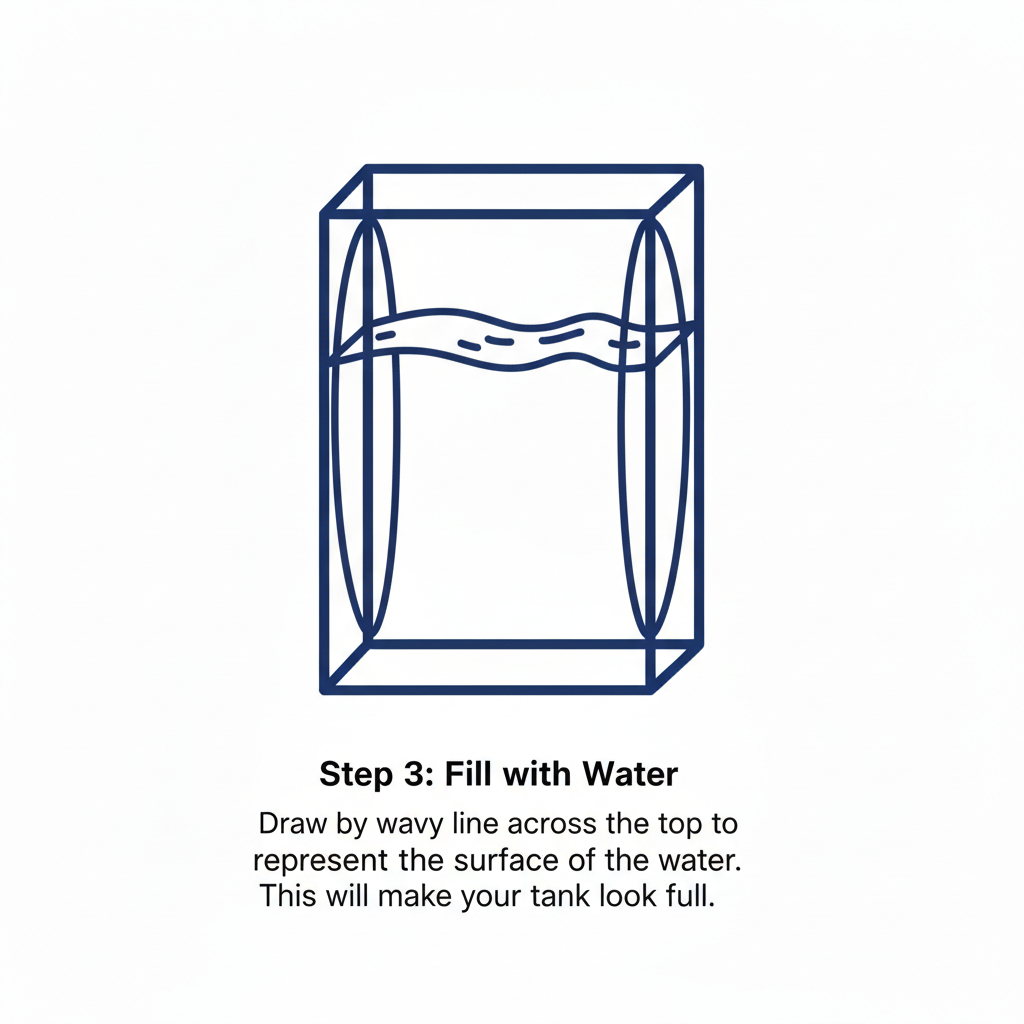 Step 3: Fill with Water
Draw by wavy line across the top to
represent the surface of the water.
This will make your tank look full.